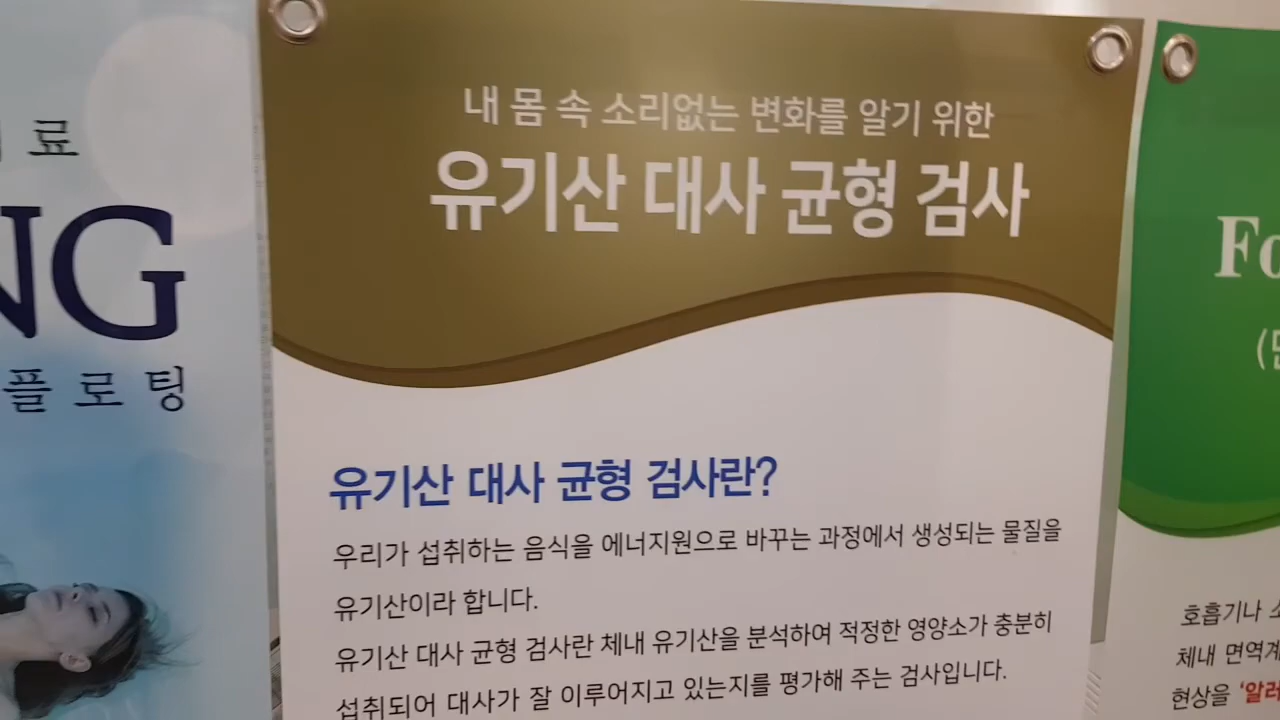 료
NG
플로팅
내 몸 속 소리없는 변화를 알기 위한
유기산 대사 균형 검사
유기산 대사 균형 검사란?
우리가 섭취하는 음식을 에너지원으로 바꾸는 과정에서 생성되는 물질을
유기산이라 합니다.
유기산 대사 균형 검사란 체내 유기산을 분석하여 적정한 영양소가 충분히
섭취되어 대사가 잘 이루어지고 있는지를 평가해 주는 검사입니다.
Fo
호흡기나
체내 면역계
현상을 '알러